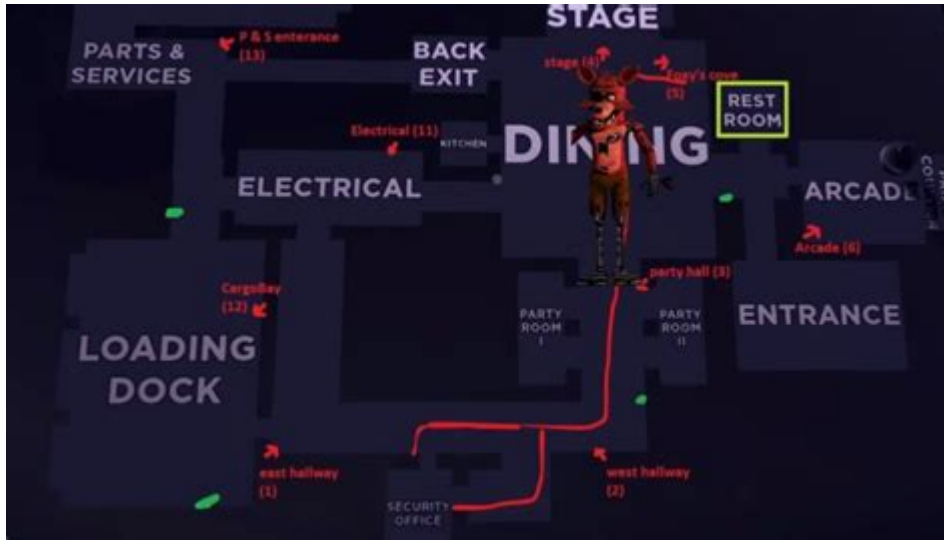 STAGE
P & S enterance
(13)
PARTS &
SERVICES
BACK
EXIT
stage (4)
Foxy's cove
(5)
REST
ROOM
Electrical (11)
KITCHEN
DINING
ELECTRICAL
ARCADE
Arcade (6)
party hall (3)
CargoBay
(12)
PARTY
ROOM
I
PARTY
ROOM
II
ENTRANCE
LOADING
DOCK
east hallway
(1)
west hallway
(2)
SECURITY
OFFICE